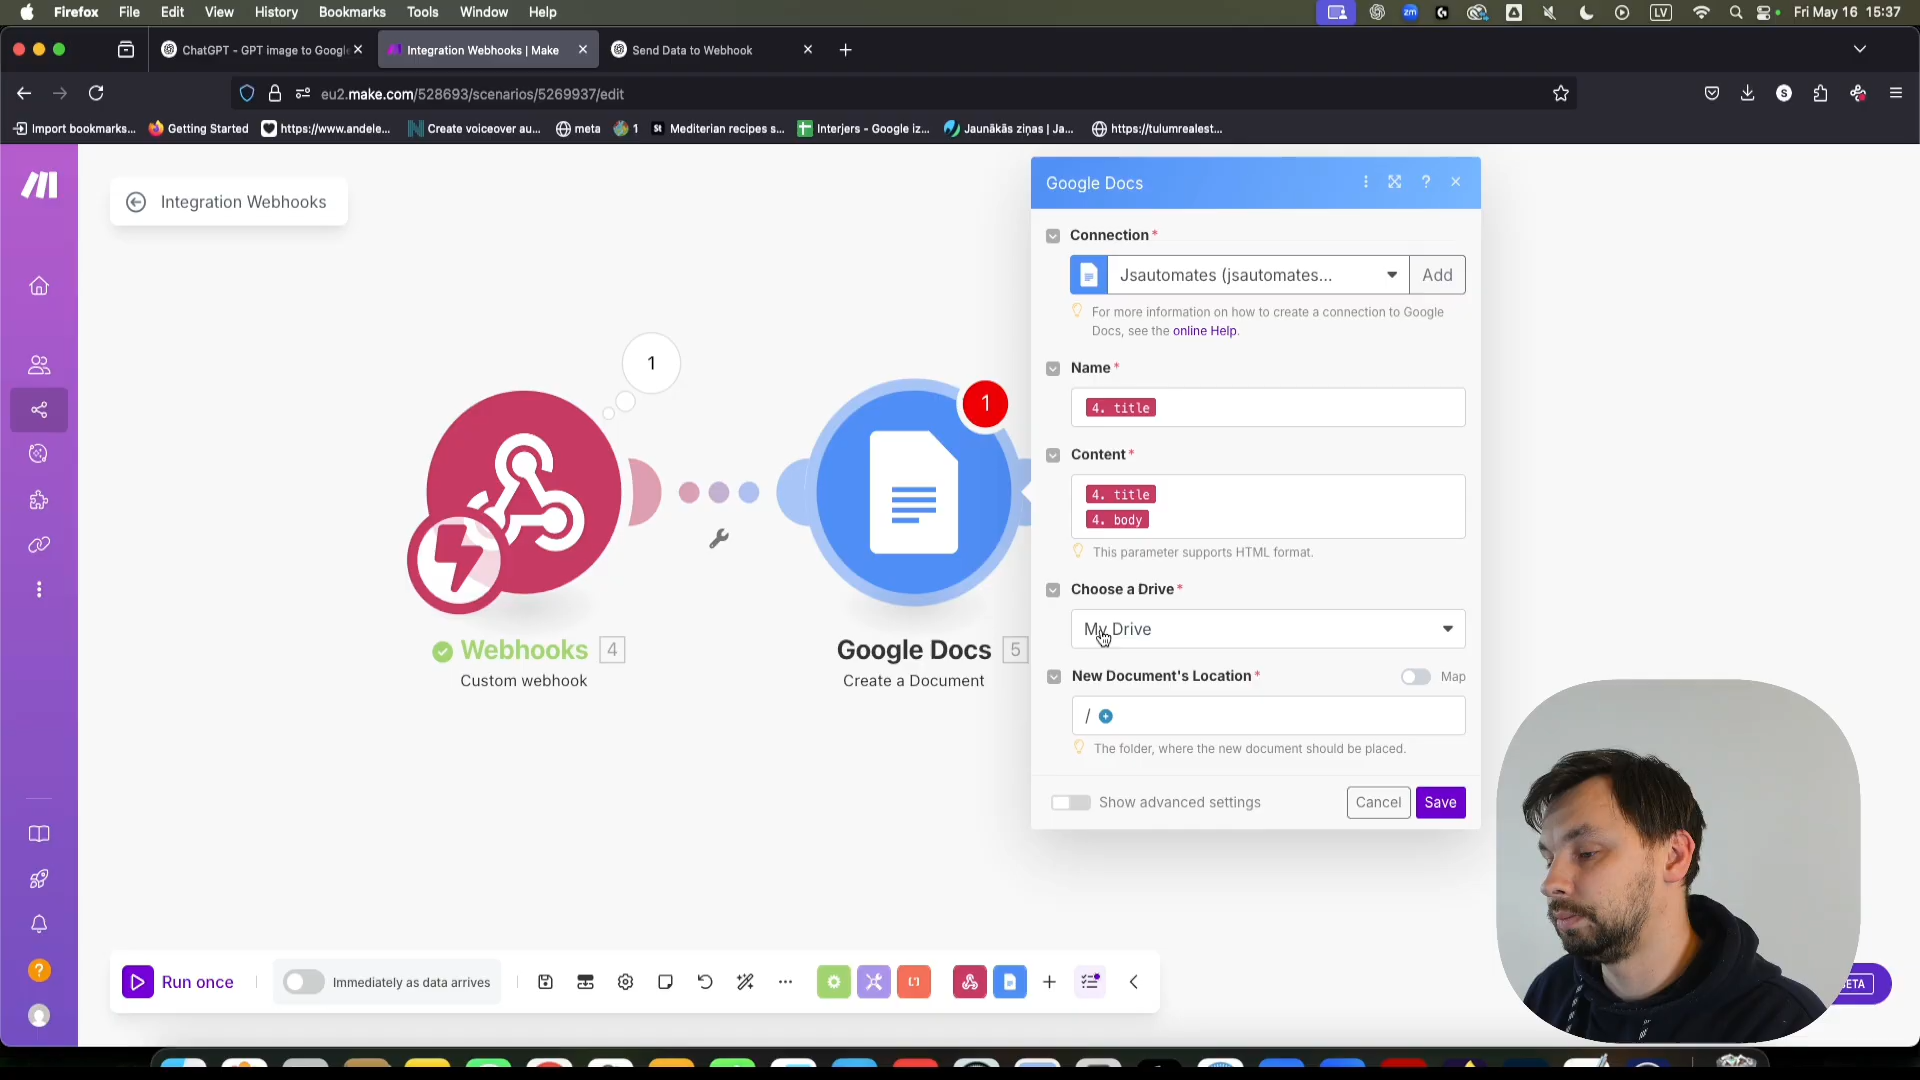 Firefox File Edit View History Bookmarks Tools Window Help
zm LV Fri May 16 15:37
ChatGPT - GPT image to Google
Integration Webhooks | Make
Send Data to Webhook
eu2.make.com/528693/scenarios/5269937/edit
S
Import bookmarks...
Getting Started
https://www.andele...
Create voiceover au...
meta
1
St Mediterian recipes s...
Interjers - Google iz...
Jaunākās ziņas | Ja...
https://tulumrealest...
Integration Webhooks
1
Webhooks 4
Custom webhook
1
Google Docs 5
Create a Document
Google Docs
Connection *
Jsautomates (jsautomates...
Add
For more information on how to create a connection to Google
Docs, see the online Help.
Name *
4. title
Content *
4. title
4. body
This parameter supports HTML format.
Choose a Drive *
My Drive
New Document's Location *
Map
/
The folder, where the new document should be placed.
Show advanced settings
Cancel
Save
Run once
Immediately as data arrives